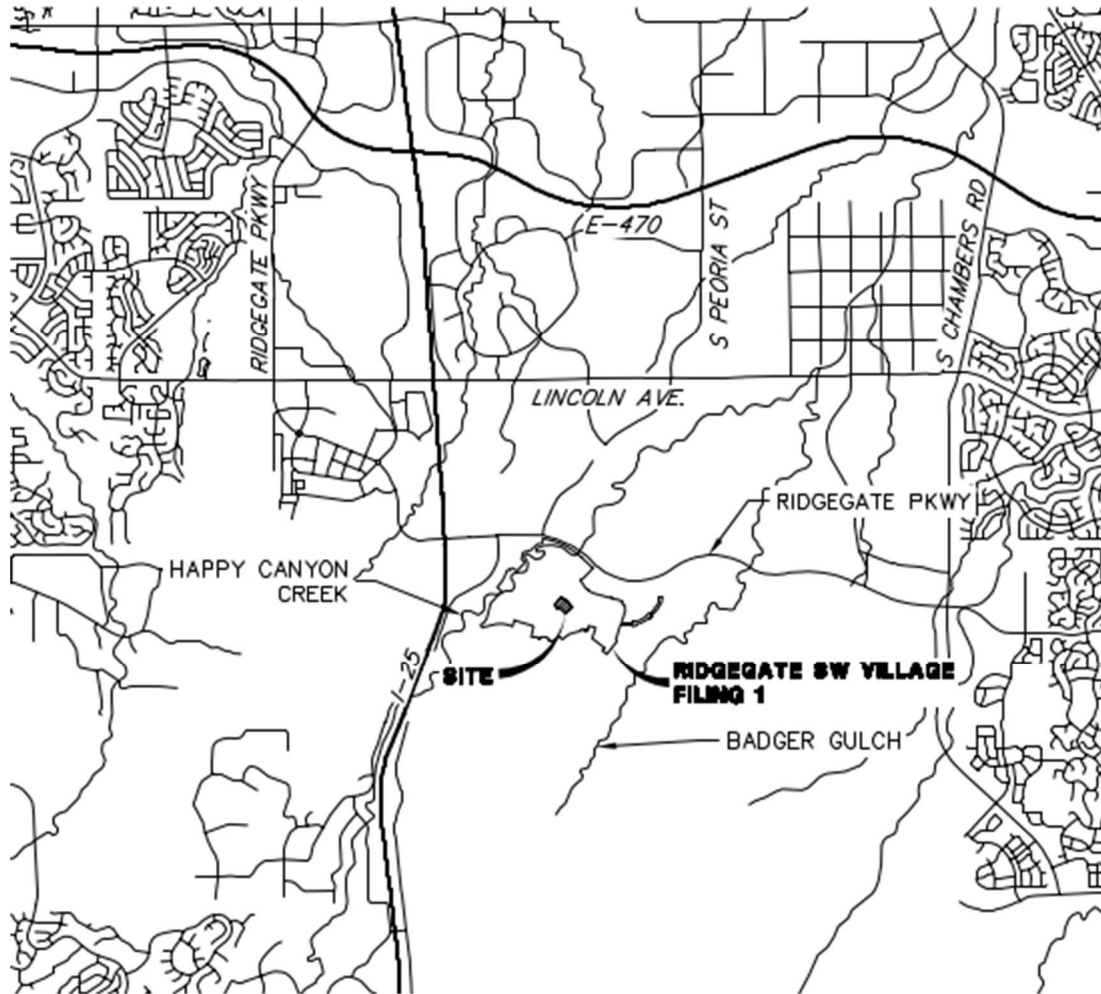 E-470
RIDGEGATE PKWY
S PEORIA ST
S CHAMBERS RD
LINCOLN AVE.
RIDGEGATE PKWY
HAPPY CANYON
CREEK
I-25
SITE
RIDGEGATE SW VILLAGE
FILING 1
BADGER GULCH